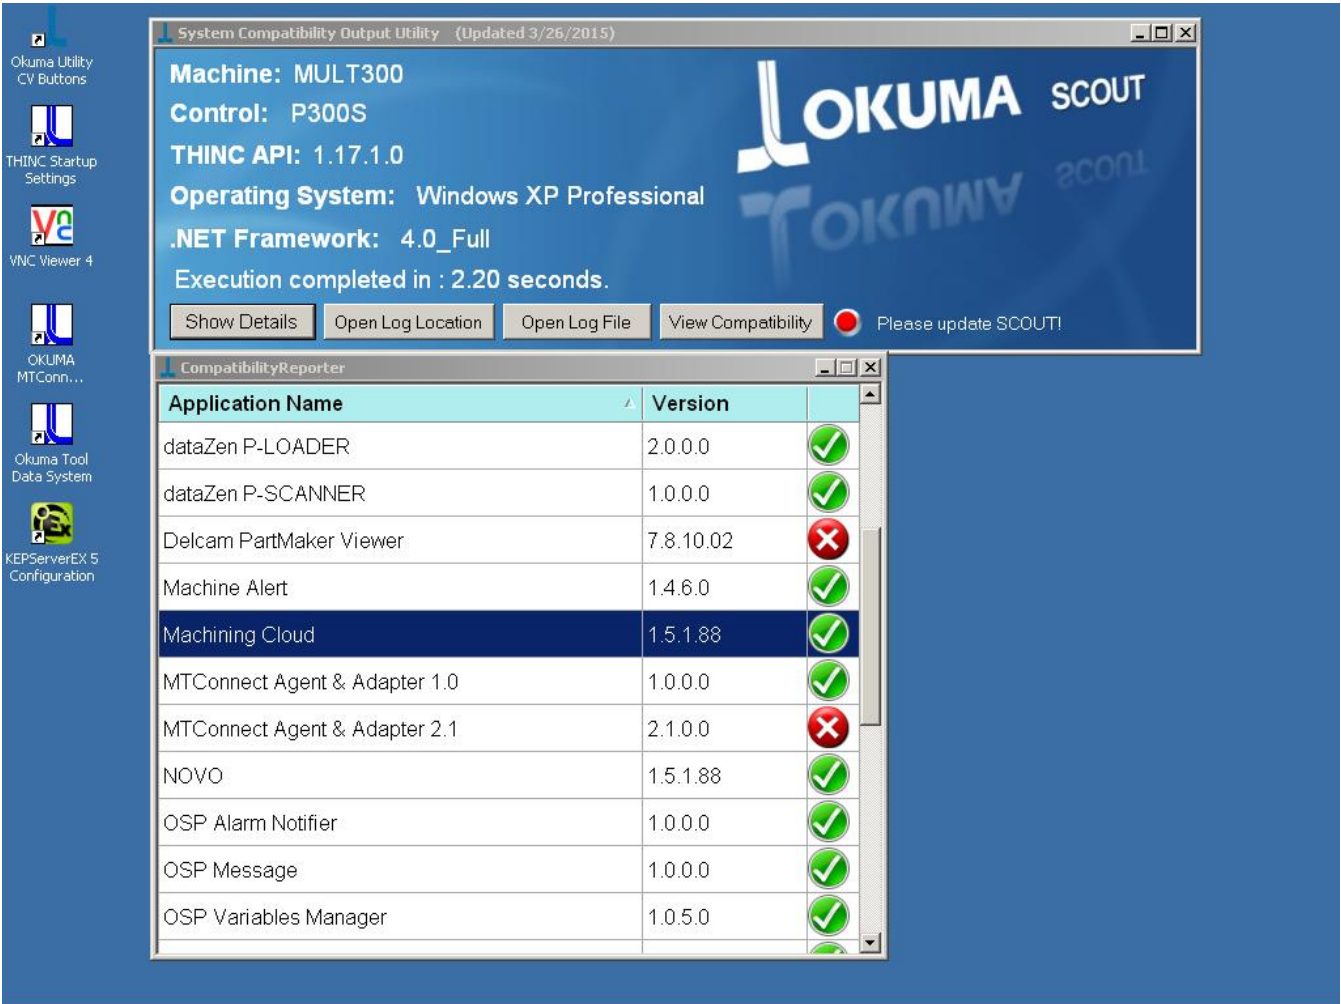 Okuma Utility
CV Buttons
THINC Startup
Settings
VNC Viewer 4
OKUMA
MTConn...
Okuma Tool
Data System
KEPServerEX 5
Configuration
System Compatibility Output Utility (Updated 3/26/2015)
Machine: MULT300
Control: P300S
THINC API: 1.17.1.0
Operating System: Windows XP Professional
.NET Framework: 4.0_Full
Execution completed in : 2.20 seconds.
OKUMA SCOUT
Show Details
Open Log Location
Open Log File
View Compatibility
Please update SCOUT!
CompatibilityReporter
Application Name Version
dataZen P-LOADER 2.0.0.0
dataZen P-SCANNER 1.0.0.0
Delcam PartMaker Viewer 7.8.10.02
Machine Alert 1.4.6.0
Machining Cloud 1.5.1.88
MTConnect Agent & Adapter 1.0 1.0.0.0
MTConnect Agent & Adapter 2.1 2.1.0.0
NOVO 1.5.1.88
OSP Alarm Notifier 1.0.0.0
OSP Message 1.0.0.0
OSP Variables Manager 1.0.5.0